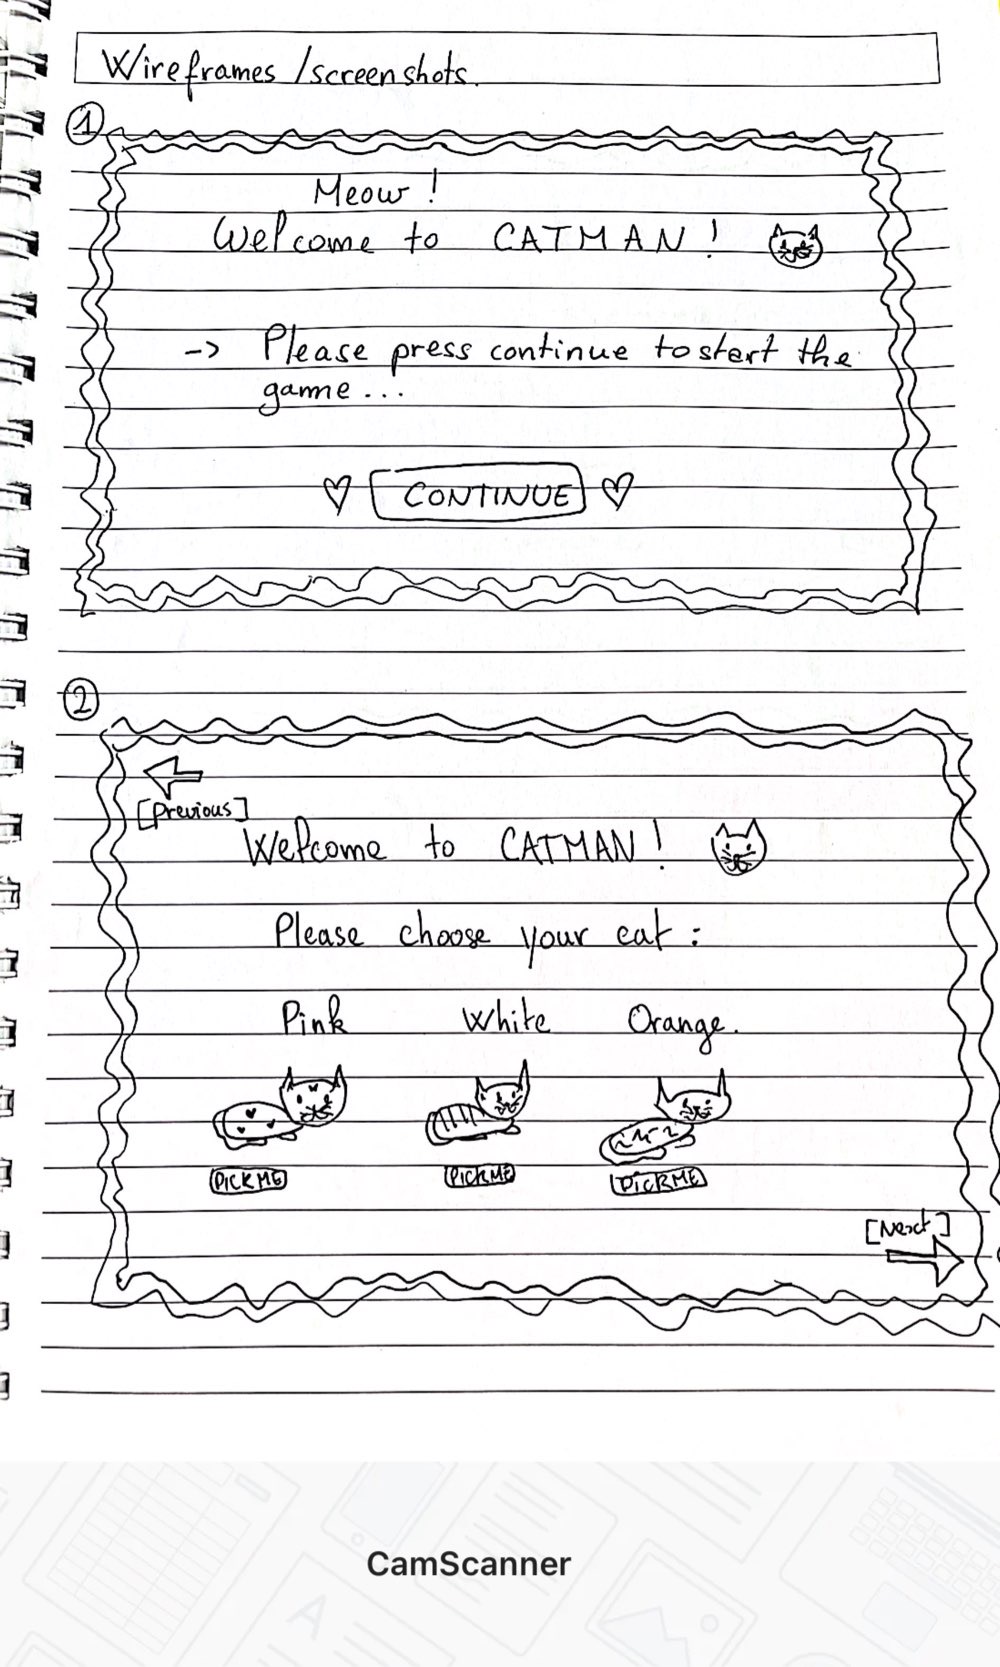 Wireframes /screenshots.
1
Meow !
Welcome to CATMAN !
-> Please press continue to start the
game...
♡ CONTINUE ♡
2
[Previous]
Welcome to CATMAN !
Please choose your cat :
Pink White Orange.
PICK ME PICK ME PICK ME
[Next]
CamScanner